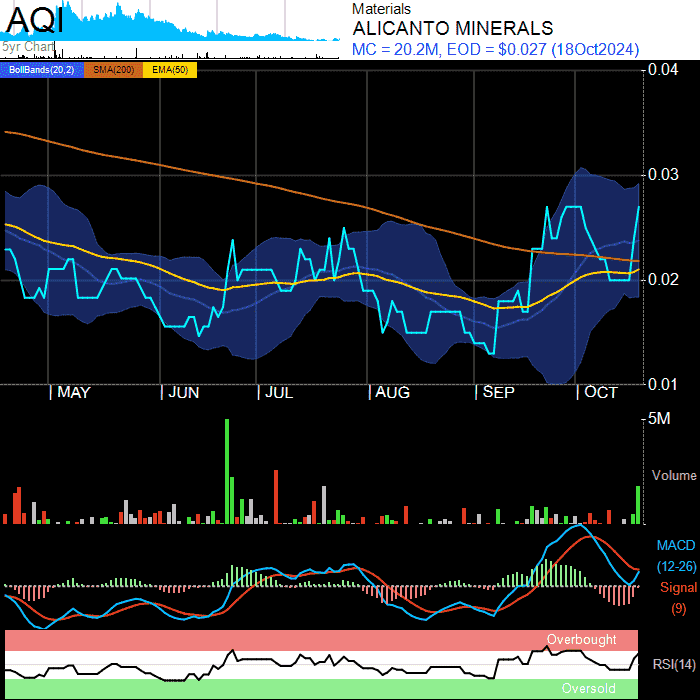 AQI
5yr Chart
Materials
ALICANTO MINERALS
MC = 20.2M, EOD = $0.027 (18Oct2024)
BollBands(20,2) SMA(200) EMA(50)
0.04
0.03
0.02
0.01
MAY JUN JUL AUG SEP OCT
5M
Volume
MACD
(12-26)
Signal
(9)
Overbought
RSI(14)
Oversold